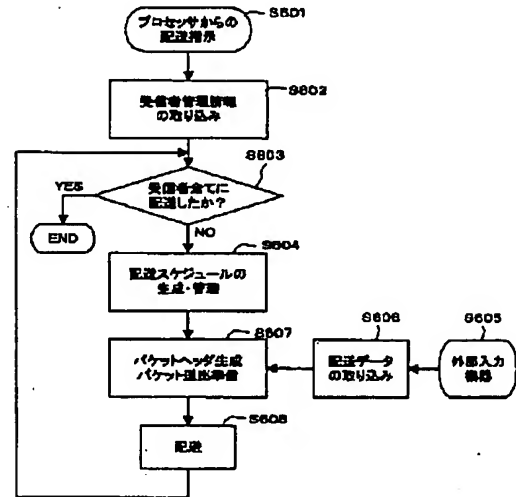 S601
プロセッサからの
配送指示
S602
受信者管理情報
の取り込み
S603
受信者全てに
配送したか？
YES
END
NO
S604
配送スケジュールの
生成・管理
S607
パケットヘッダ生成
パケット送出準備
S606
配送データ
の取り込み
S605
外部入力
機器
S608
配送